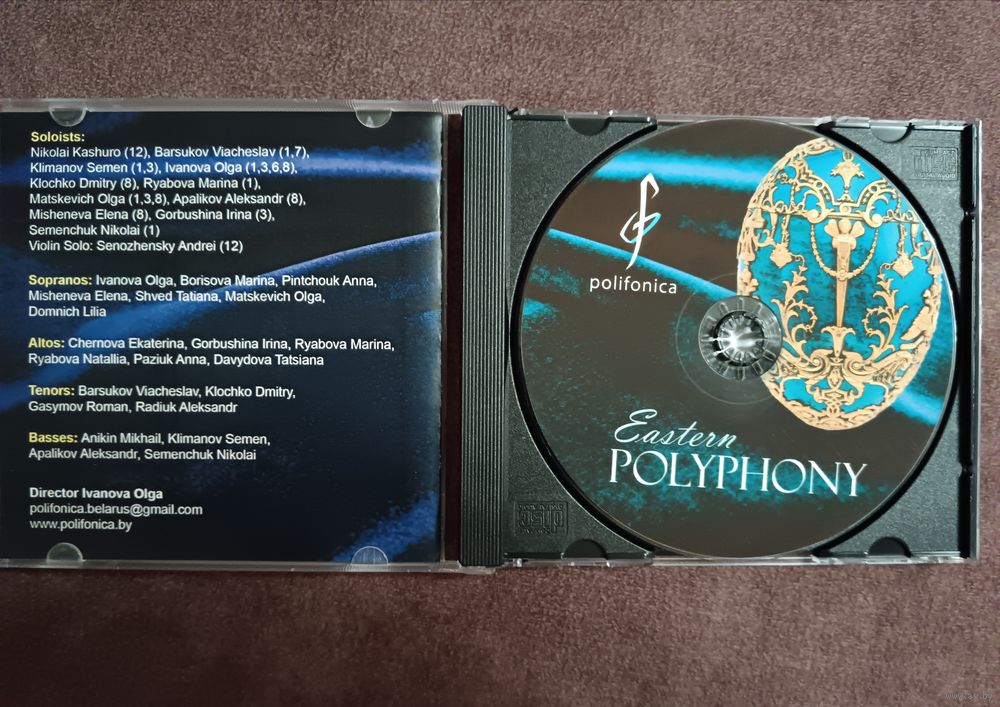 Soloists:
Nikolai Kashuro (12), Barsukov Viacheslav (1,7),
Klimanov Semen (1,3), Ivanova Olga (1,3,6,8),
Klochko Dmitry (8), Ryabova Marina (1),
Matskevich Olga (1,3,8), Apalikov Aleksandr (8),
Misheneva Elena (8), Gorbushina Irina (3),
Semenchuk Nikolai (1)
Violin Solo: Senozhensky Andrei (12)
Sopranos: Ivanova Olga, Borisova Marina, Pintchouk Anna,
Misheneva Elena, Shved Tatiana, Matskevich Olga,
Domnich Lilia
Altos: Chernova Ekaterina, Gorbushina Irina, Ryabova Marina,
Ryabova Natallia, Paziuk Anna, Davydova Tatsiana
Tenors: Barsukov Viacheslav, Klochko Dmitry,
Gasymov Roman, Radiuk Aleksandr
Basses: Anikin Mikhail, Klimanov Semen,
Apalikov Aleksandr, Semenchuk Nikolai
Director Ivanova Olga
polifonica.belarus@gmail.com
www.polifonica.by
polifonica
Eastern
POLYPHONY